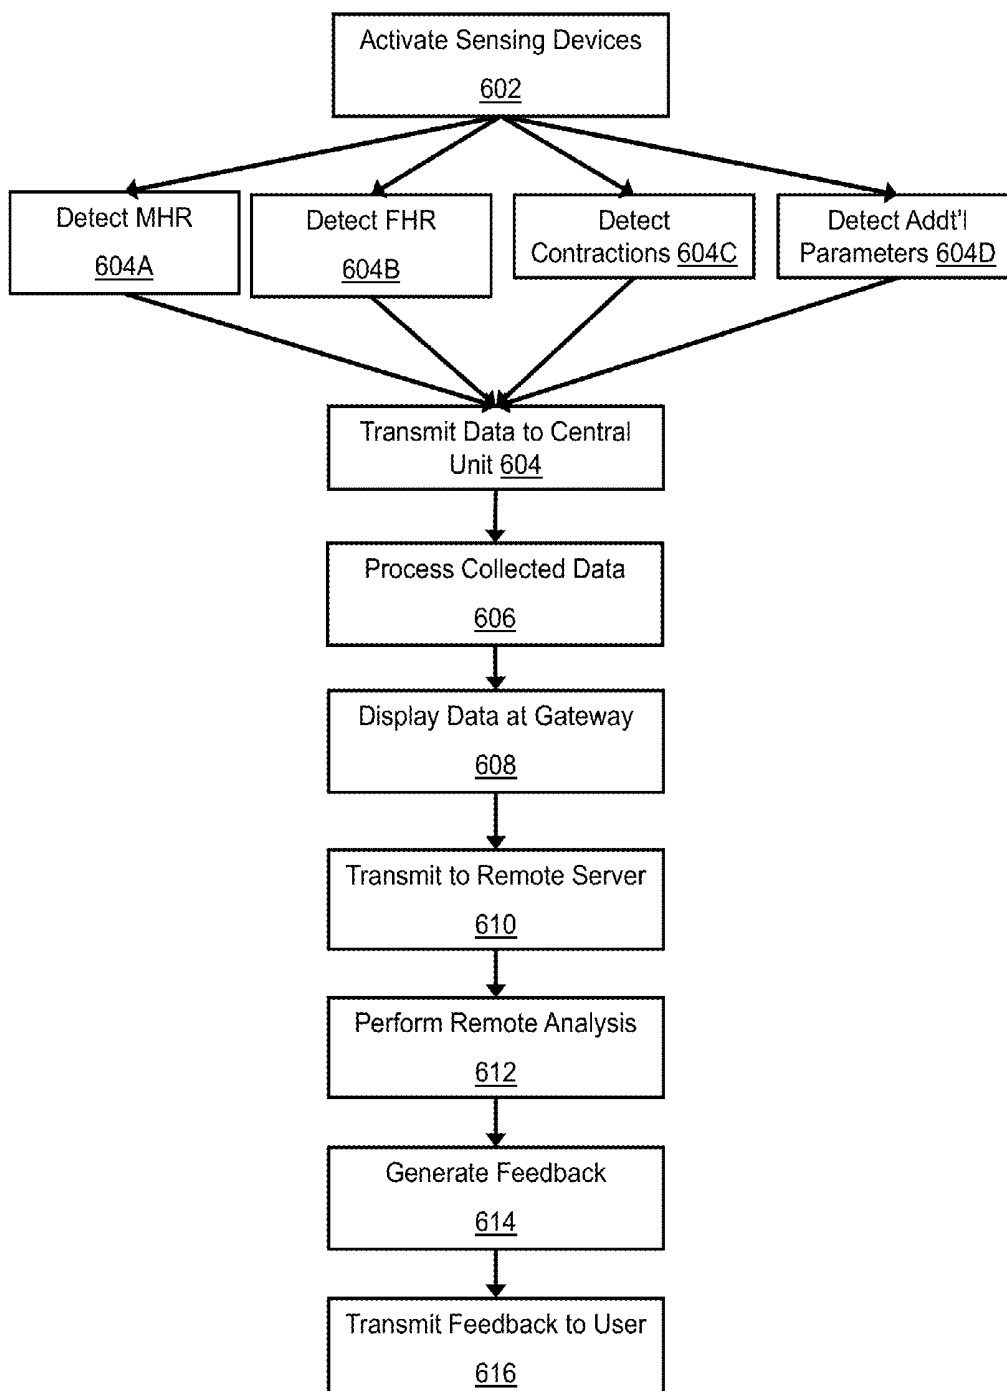 Activate Sensing Devices
602
Detect MHR
604A
Detect FHR
604B
Detect
Contractions 604C
Detect Addt'l
Parameters 604D
Transmit Data to Central
Unit 604
Process Collected Data
606
Display Data at Gateway
608
Transmit to Remote Server
610
Perform Remote Analysis
612
Generate Feedback
614
Transmit Feedback to User
616